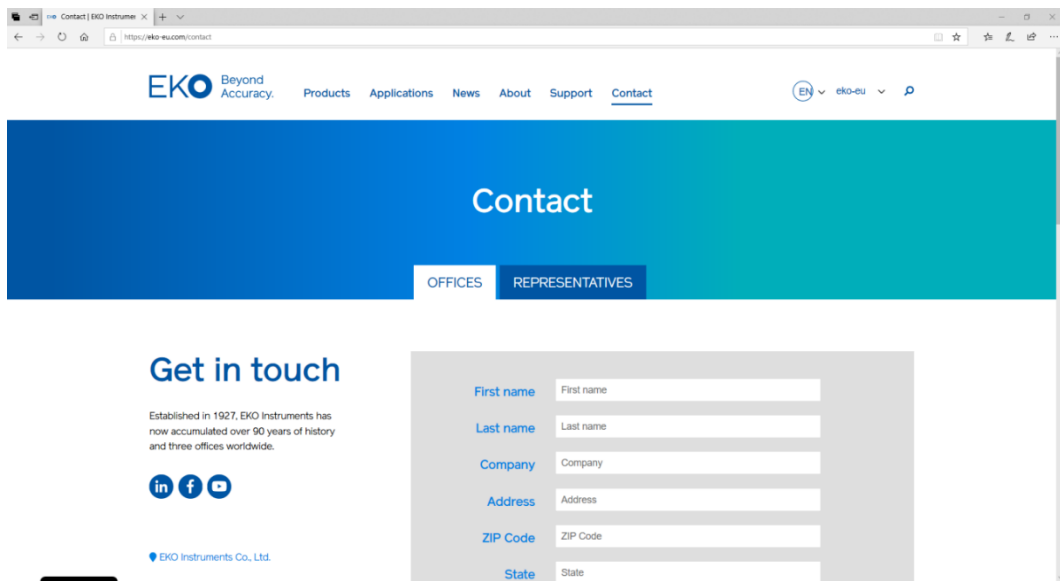 Contact | EKO Instrumen
https://eko-eu.com/contact
EKO Beyond Accuracy.
Products Applications News About Support Contact
EN eko-eu
Contact
OFFICES REPRESENTATIVES
Get in touch
Established in 1927, EKO Instruments has
now accumulated over 90 years of history
and three offices worldwide.
in f
EKO Instruments Co., Ltd.
First name First name
Last name Last name
Company Company
Address Address
ZIP Code ZIP Code
State State